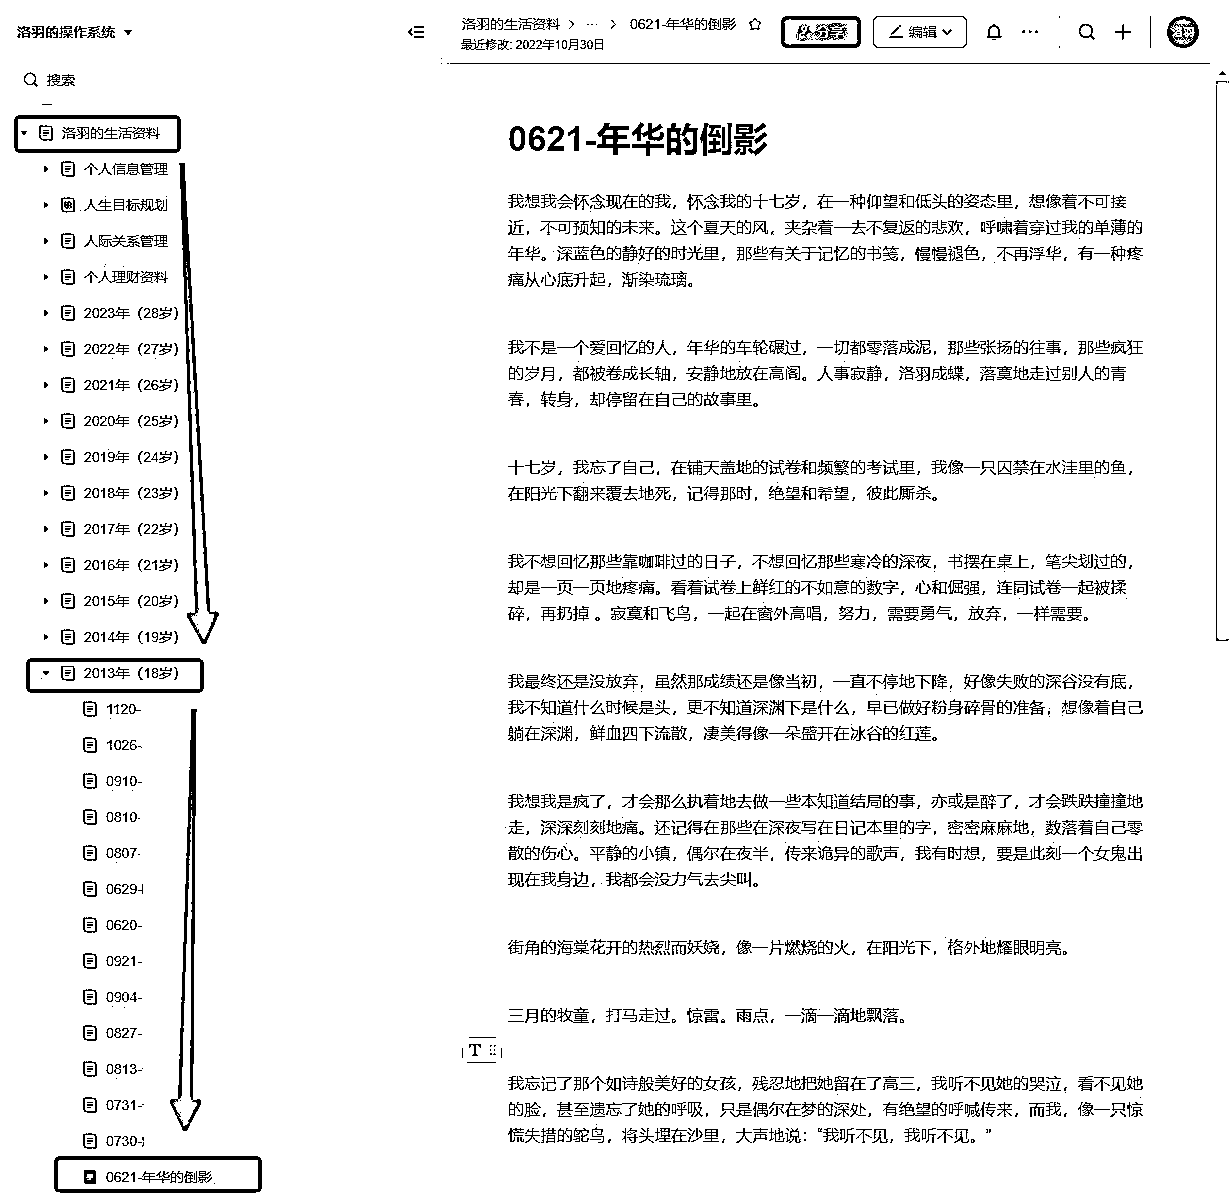 洛羽的操作系统
搜索
洛羽的生活资料
个人信息管理
人生目标规划
人际关系管理
个人理财资料
2023年（28岁）
2022年（27岁）
2021年（26岁）
2020年（25岁）
2019年（24岁）
2018年（23岁）
2017年（22岁）
2016年（21岁）
2015年（20岁）
2014年（19岁）
2013年（18岁）
1120-
1026-
0910-
0810-
0807-
0629-
0620-
0921-
0904-
0827-
0813-
0731-
0730-
0621-年华的倒影
洛羽的生活资料 > ··· > 0621-年华的倒影
最近修改: 2022年10月30日
分享
编辑
0621-年华的倒影
我想我会怀念现在的我，怀念我的十七岁，在一种仰望和低头的姿态里，想像着不可接
近，不可预知的未来。这个夏天的风，夹杂着一去不复返的悲欢，呼啸着穿过我的单薄的
年华。深蓝色的静好的时光里，那些有关于记忆的书笺，慢慢褪色，不再浮华，有一种疼
痛从心底升起，渐染琉璃。
我不是一个爱回忆的人，年华的车轮碾过，一切都零落成泥，那些张扬的往事，那些疯狂
的岁月，都被卷成长轴，安静地放在高阁。人事寂静，洛羽成蝶，落寞地走过别人的青
春，转身，却停留在自己的故事里。
十七岁，我忘了自己，在铺天盖地的试卷和频繁的考试里，我像一只囚禁在水洼里的鱼，
在阳光下翻来覆去地死，记得那时，绝望和希望，彼此厮杀。
我不想回忆那些靠咖啡过的日子，不想回忆那些寒冷的深夜，书摆在桌上，笔尖划过的，
却是一页一页地疼痛。看着试卷上鲜红的不如意的数字，心和倔强，连同试卷一起被揉
碎，再扔掉 。寂寞和飞鸟，一起在窗外高唱，努力，需要勇气，放弃，一样需要。
我最终还是没放弃，虽然那成绩还是像当初，一直不停地下降，好像失败的深谷没有底，
我不知道什么时候是头，更不知道深渊下是什么，早已做好粉身碎骨的准备，想像着自己
躺在深渊，鲜血四下流散，凄美得像一朵盛开在冰谷的红莲。
我想我是疯了，才会那么执着地去做一些本知道结局的事，亦或是醉了，才会跌跌撞撞地
走，深深刻刻地痛。还记得在那些在深夜写在日记本里的字，密密麻麻地，数落着自己零
散的伤心。平静的小镇，偶尔在夜半，传来诡异的歌声，我有时想，要是此刻一个女鬼出
现在我身边，我都会没力气去尖叫。
街角的海棠花开的热烈而妖娆，像一片燃烧的火，在阳光下，格外地耀眼明亮。
三月的牧童，打马走过。惊雷。雨点，一滴一滴地飘落。
T
我忘记了那个如诗般美好的女孩，残忍地把她留在了高三，我听不见她的哭泣，看不见她
的脸，甚至遗忘了她的呼吸，只是偶尔在梦的深处，有绝望的呼喊传来，而我，像一只惊
慌失措的鸵鸟，将头埋在沙里，大声地说：“我听不见，我听不见。”